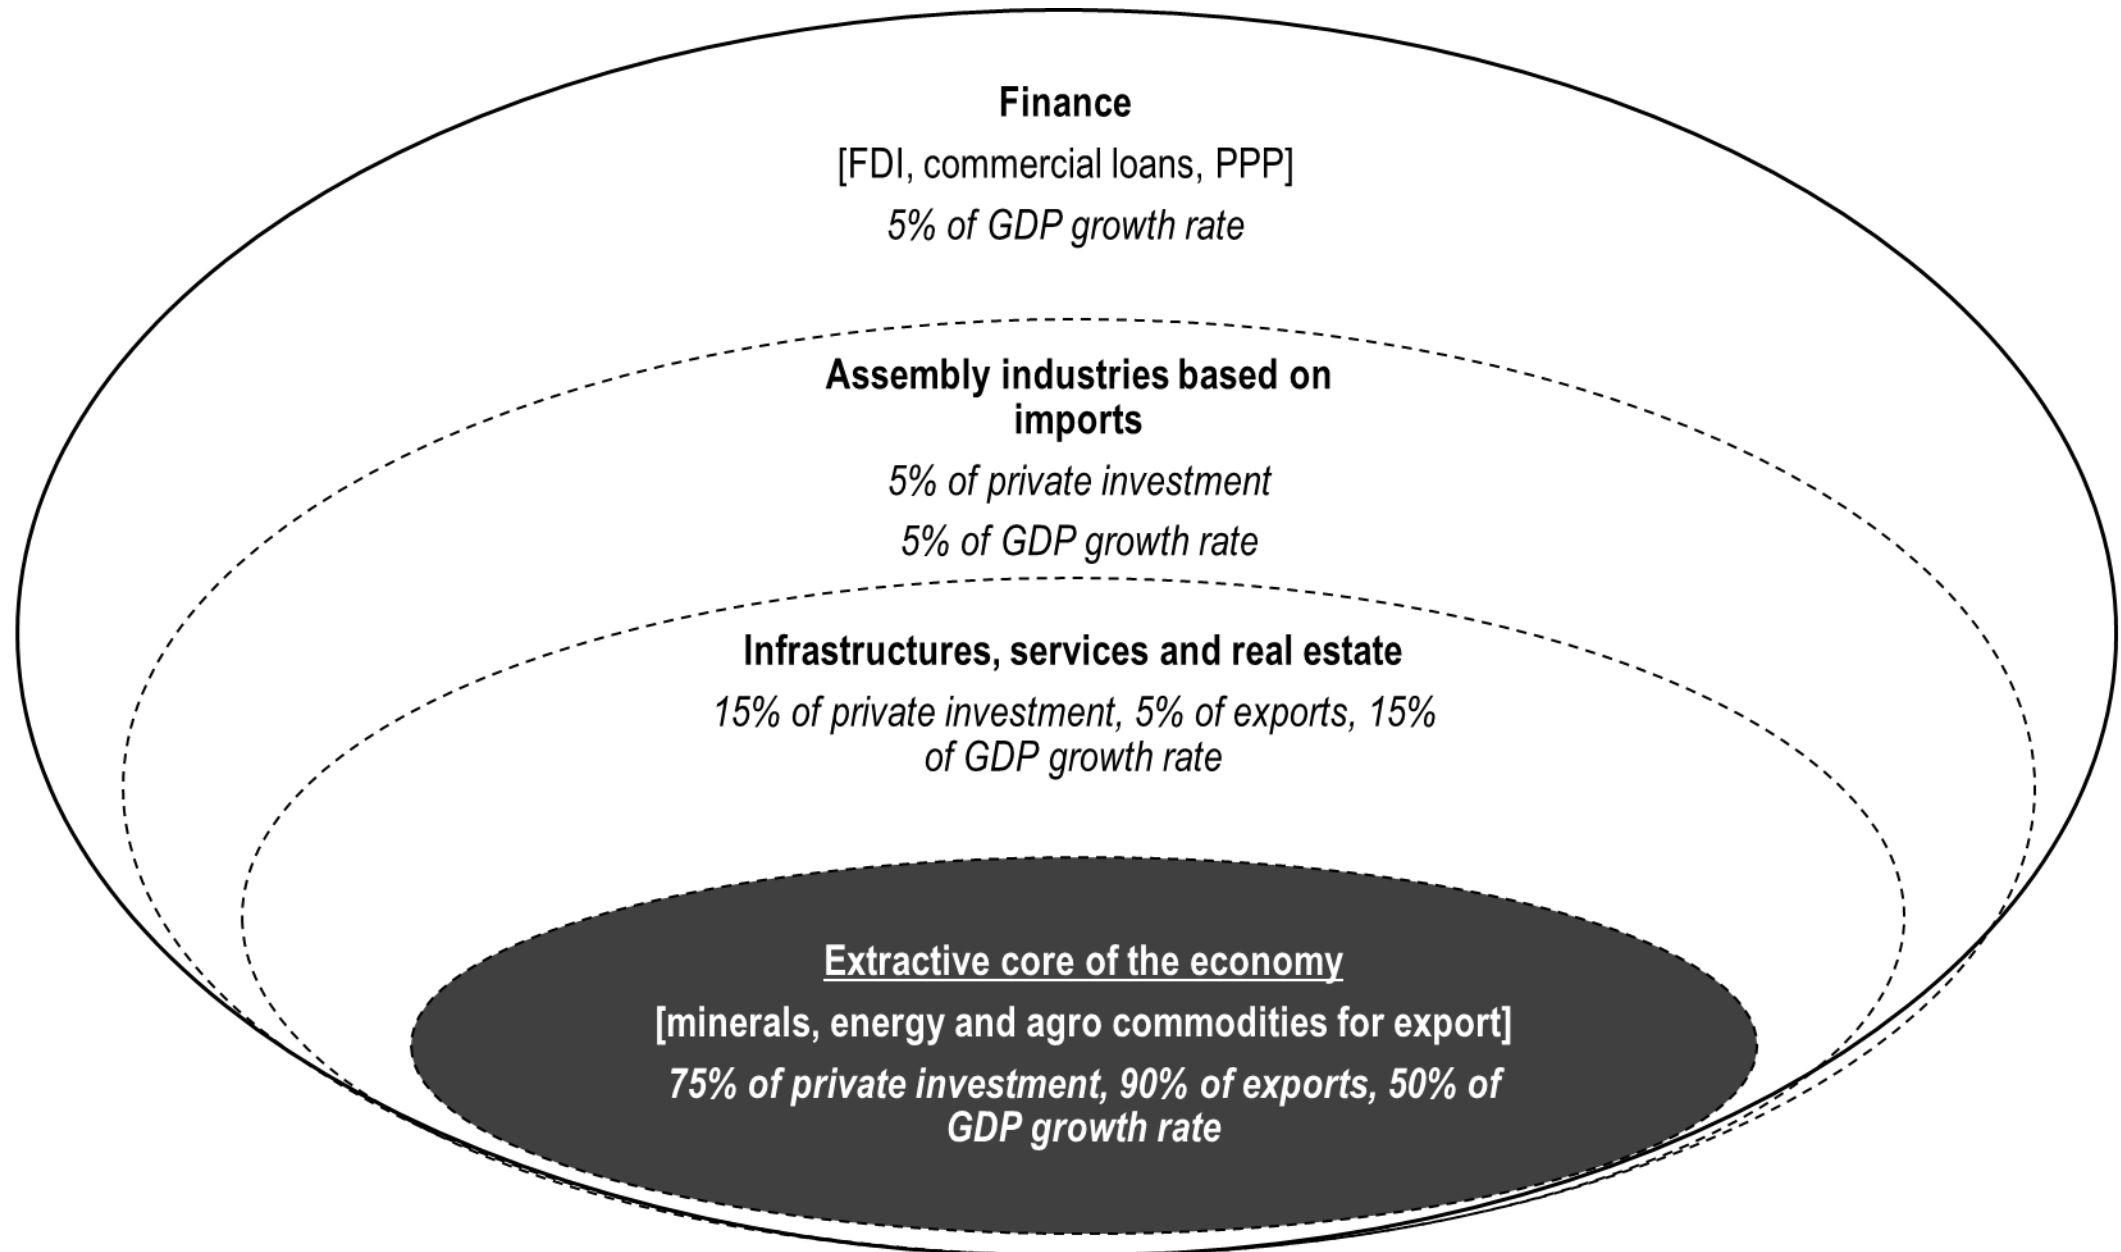 Finance
[FDI, commercial loans, PPP]
5% of GDP growth rate
Assembly industries based on
imports
5% of private investment
5% of GDP growth rate
Infrastructures, services and real estate
15% of private investment, 5% of exports, 15%
of GDP growth rate
Extractive core of the economy
[minerals, energy and agro commodities for export]
75% of private investment, 90% of exports, 50% of
GDP growth rate